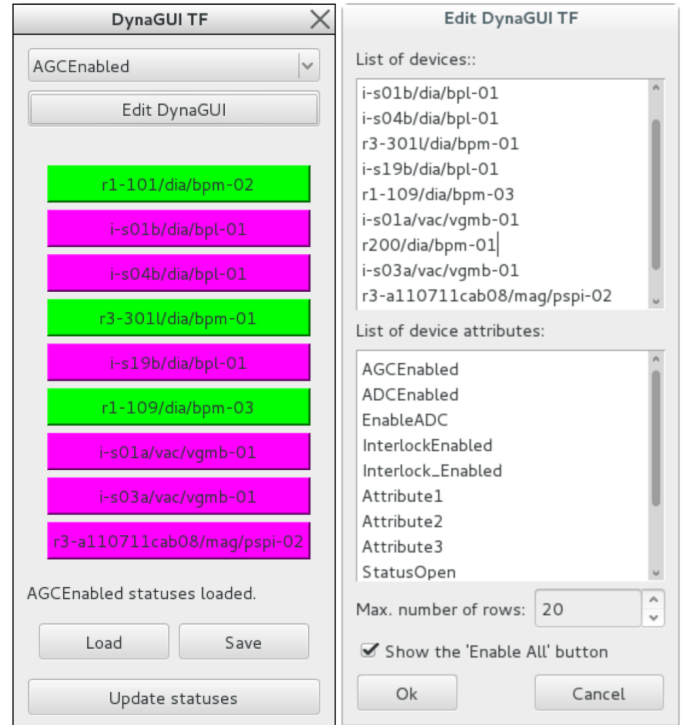 DynaGUI TF
AGCEnabled
Edit DynaGUI
r1-101/dia/bpm-02
i-s01b/dia/bpl-01
i-s04b/dia/bpl-01
r3-301l/dia/bpm-01
i-s19b/dia/bpl-01
r1-109/dia/bpm-03
i-s01a/vac/vgmb-01
i-s03a/vac/vgmb-01
r3-a110711cab08/mag/pspi-02
AGCEnabled statuses loaded.
Load Save
Update statuses
Edit DynaGUI TF
List of devices::
i-s01b/dia/bpl-01
i-s04b/dia/bpl-01
r3-301l/dia/bpm-01
i-s19b/dia/bpl-01
r1-109/dia/bpm-03
i-s01a/vac/vgmb-01
r200/dia/bpm-01
i-s03a/vac/vgmb-01
r3-a110711cab08/mag/pspi-02
List of device attributes:
AGCEnabled
ADCEnabled
EnableADC
InterlockEnabled
Interlock_Enabled
Attribute1
Attribute2
Attribute3
StatusOpen
Max. number of rows: 20
Show the 'Enable All' button
Ok Cancel